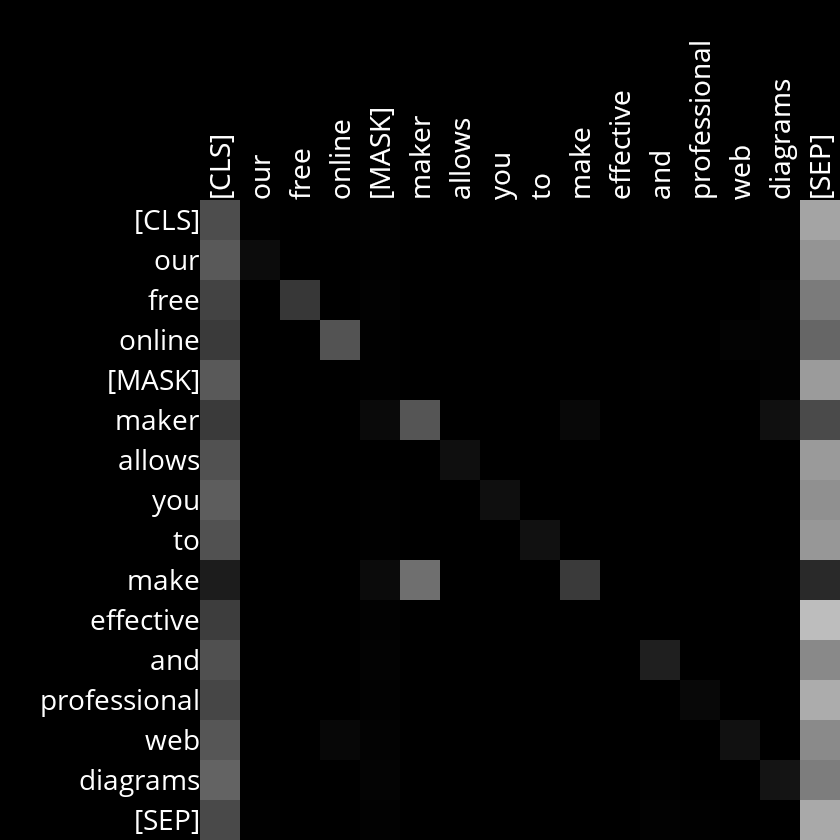 [CLS]
our
free
online
[MASK]
maker
allows
you
to
make
effective
and
professional
web
diagrams
[SEP]
[CLS]
our
free
online
[MASK]
maker
allows
you
to
make
effective
and
professional
web
diagrams
[SEP]